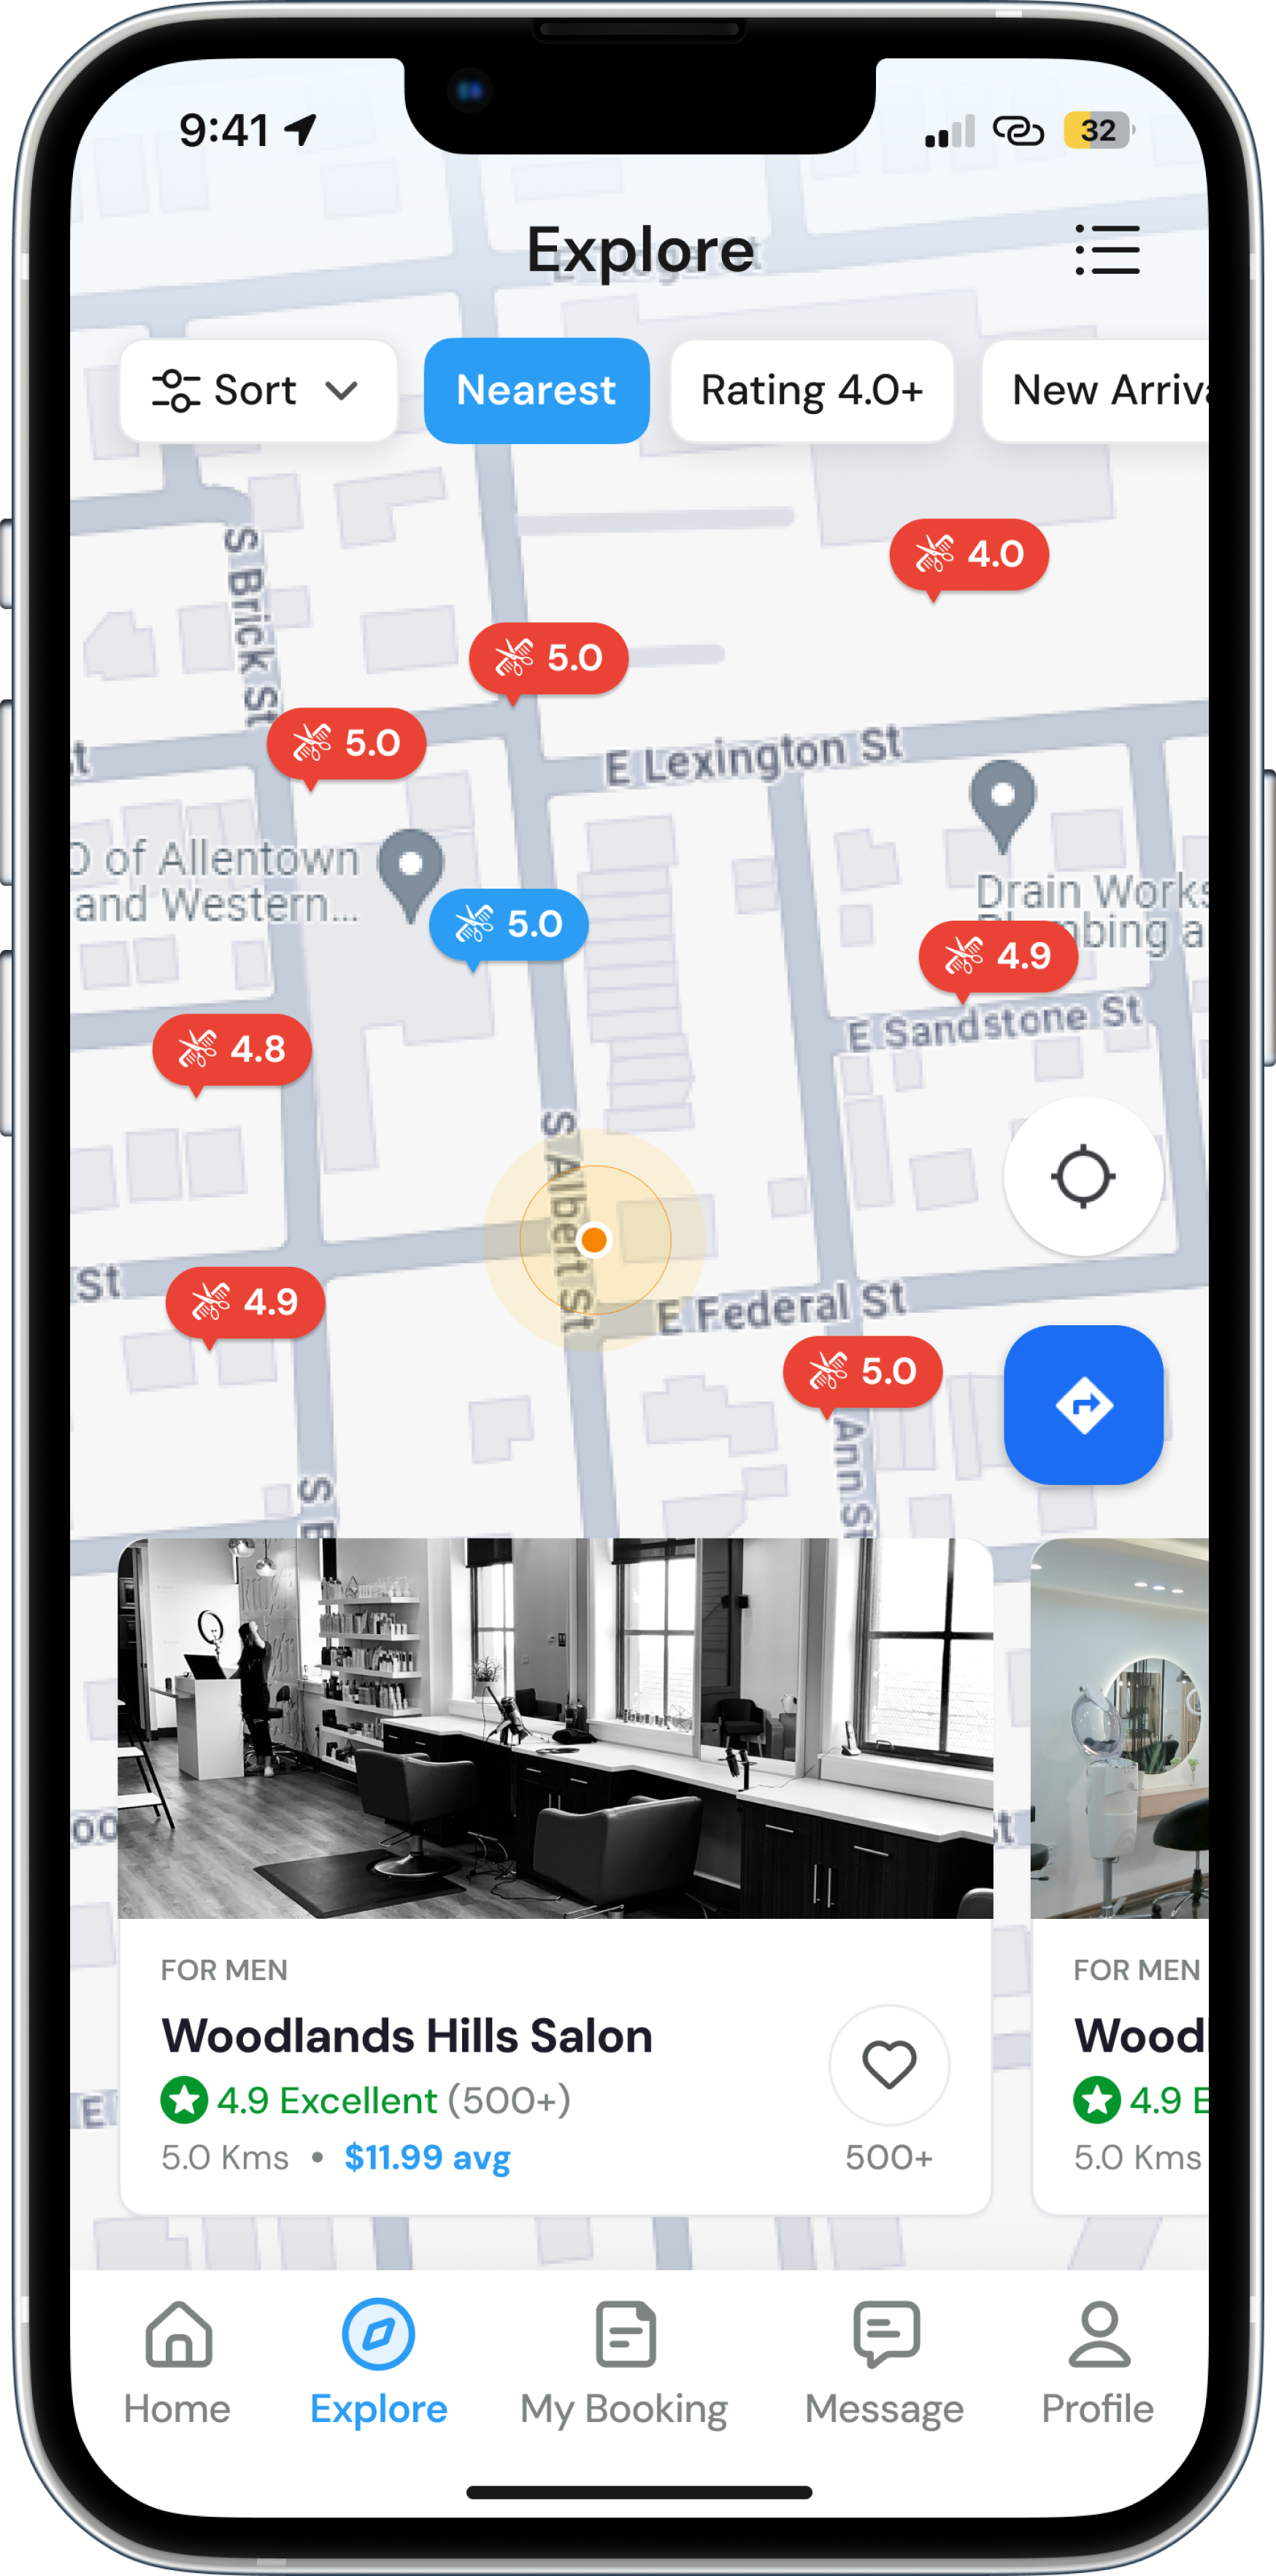 9:41
32
Explore
Sort
Nearest
Rating 4.0+
New Arriv
S Brick St
4.0
5.0
5.0
E Lexington St
of Allentown
and Western...
5.0
Drain Works
4.9
E Sandstone St
4.8
S Albert St
St
4.9
E Federal St
5.0
Ann St
FOR MEN
Woodlands Hills Salon
4.9 Excellent (500+)
5.0 Kms • $11.99 avg
500+
FOR MEN
Wood
4.9 E
5.0 Kms
Home
Explore
My Booking
Message
Profile